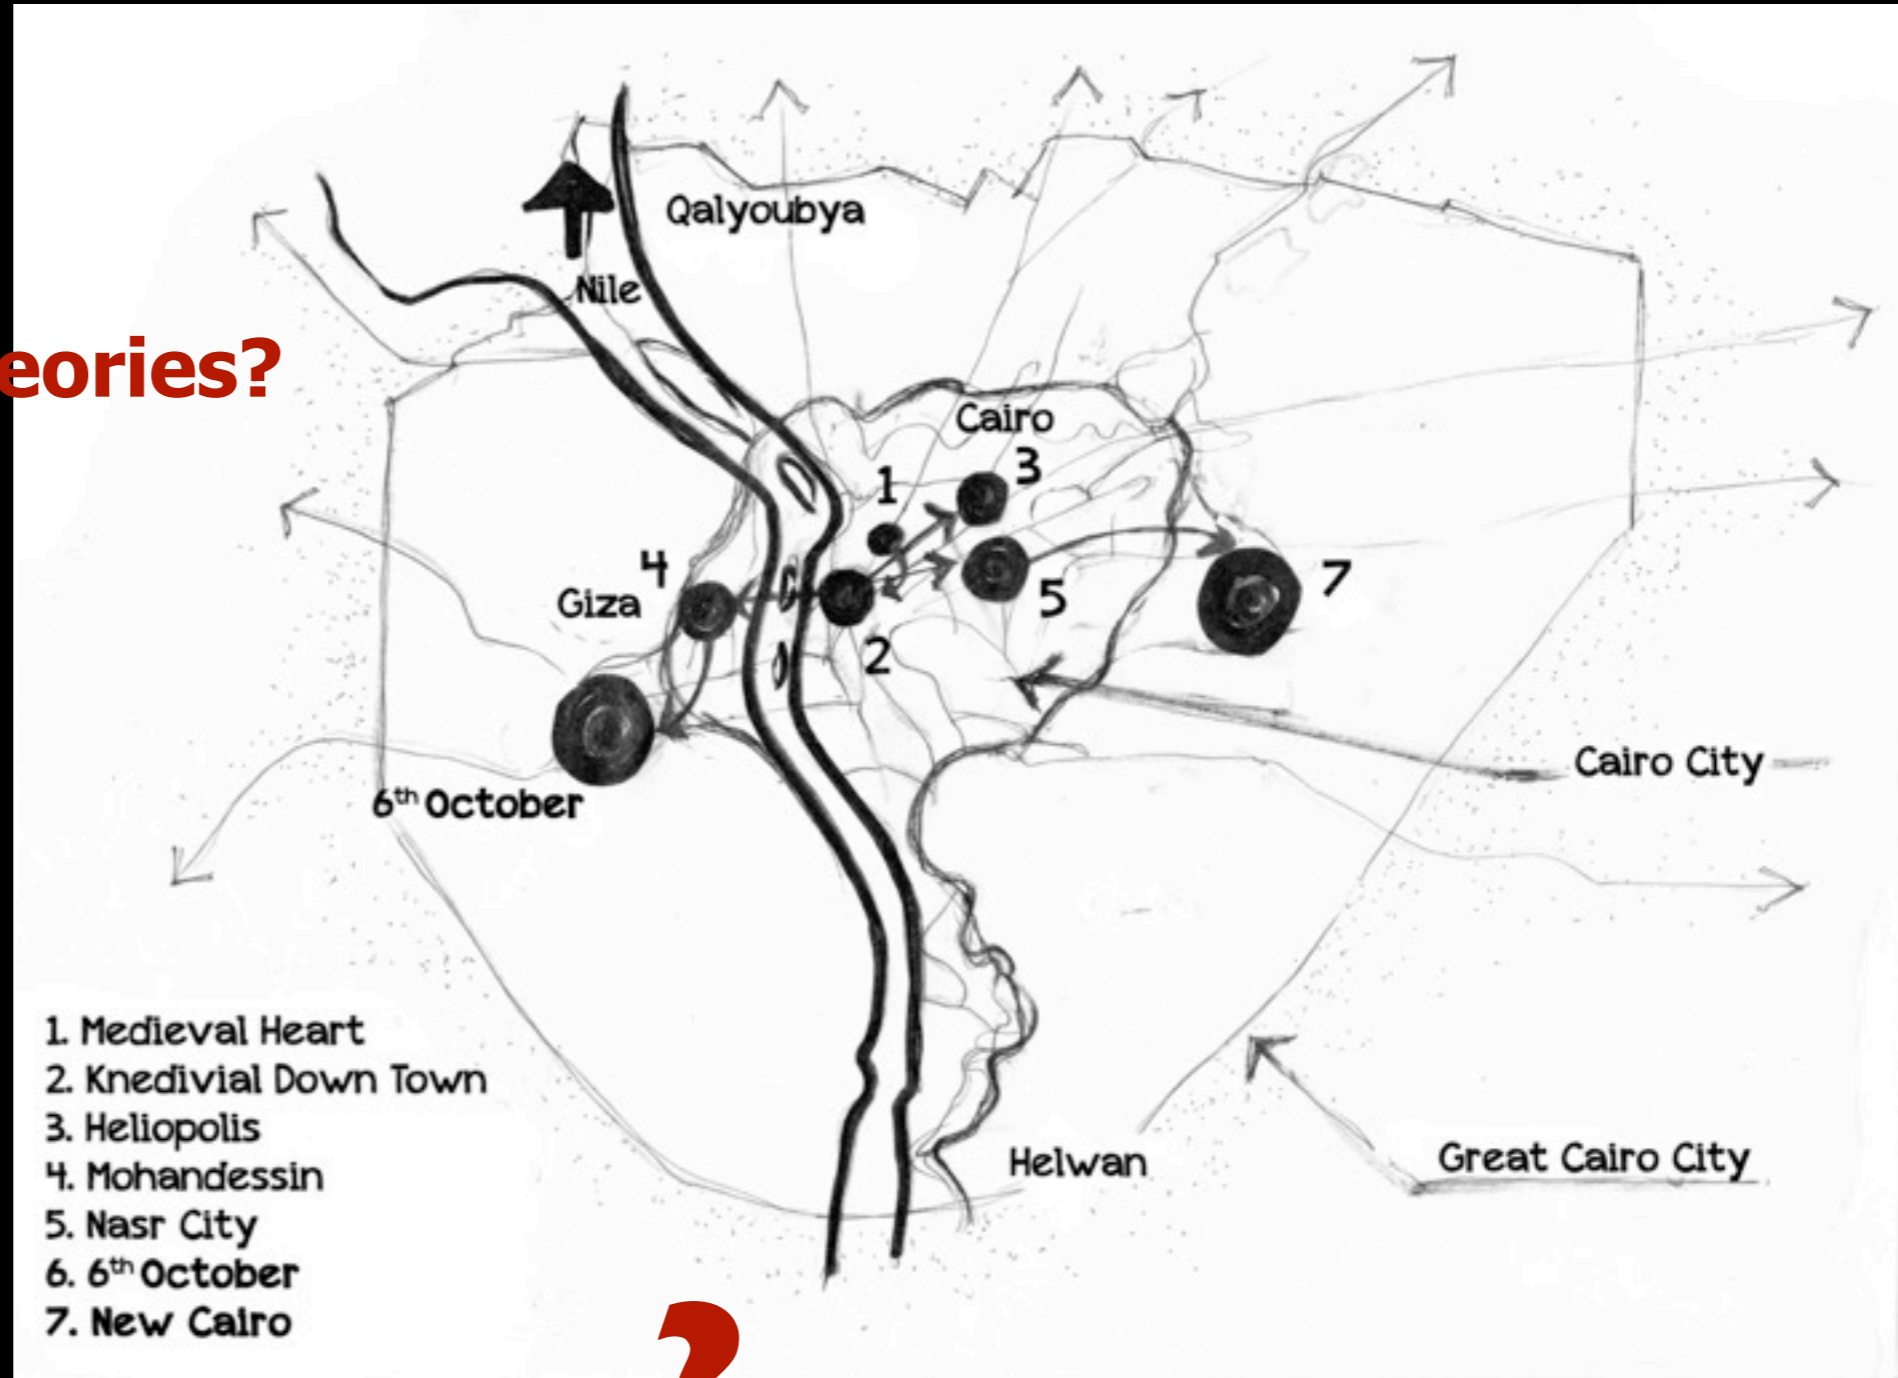 Qalyoubya
Nile
eories?
Cairo
1
3
4
Giza
5
7
2
6th October
Cairo City
1. Medieval Heart
2. Knedivial Down Town
3. Heliopolis
4. Mohandessin
5. Nasr City
6. 6th October
7. New Cairo
Helwan
Great Cairo City
?